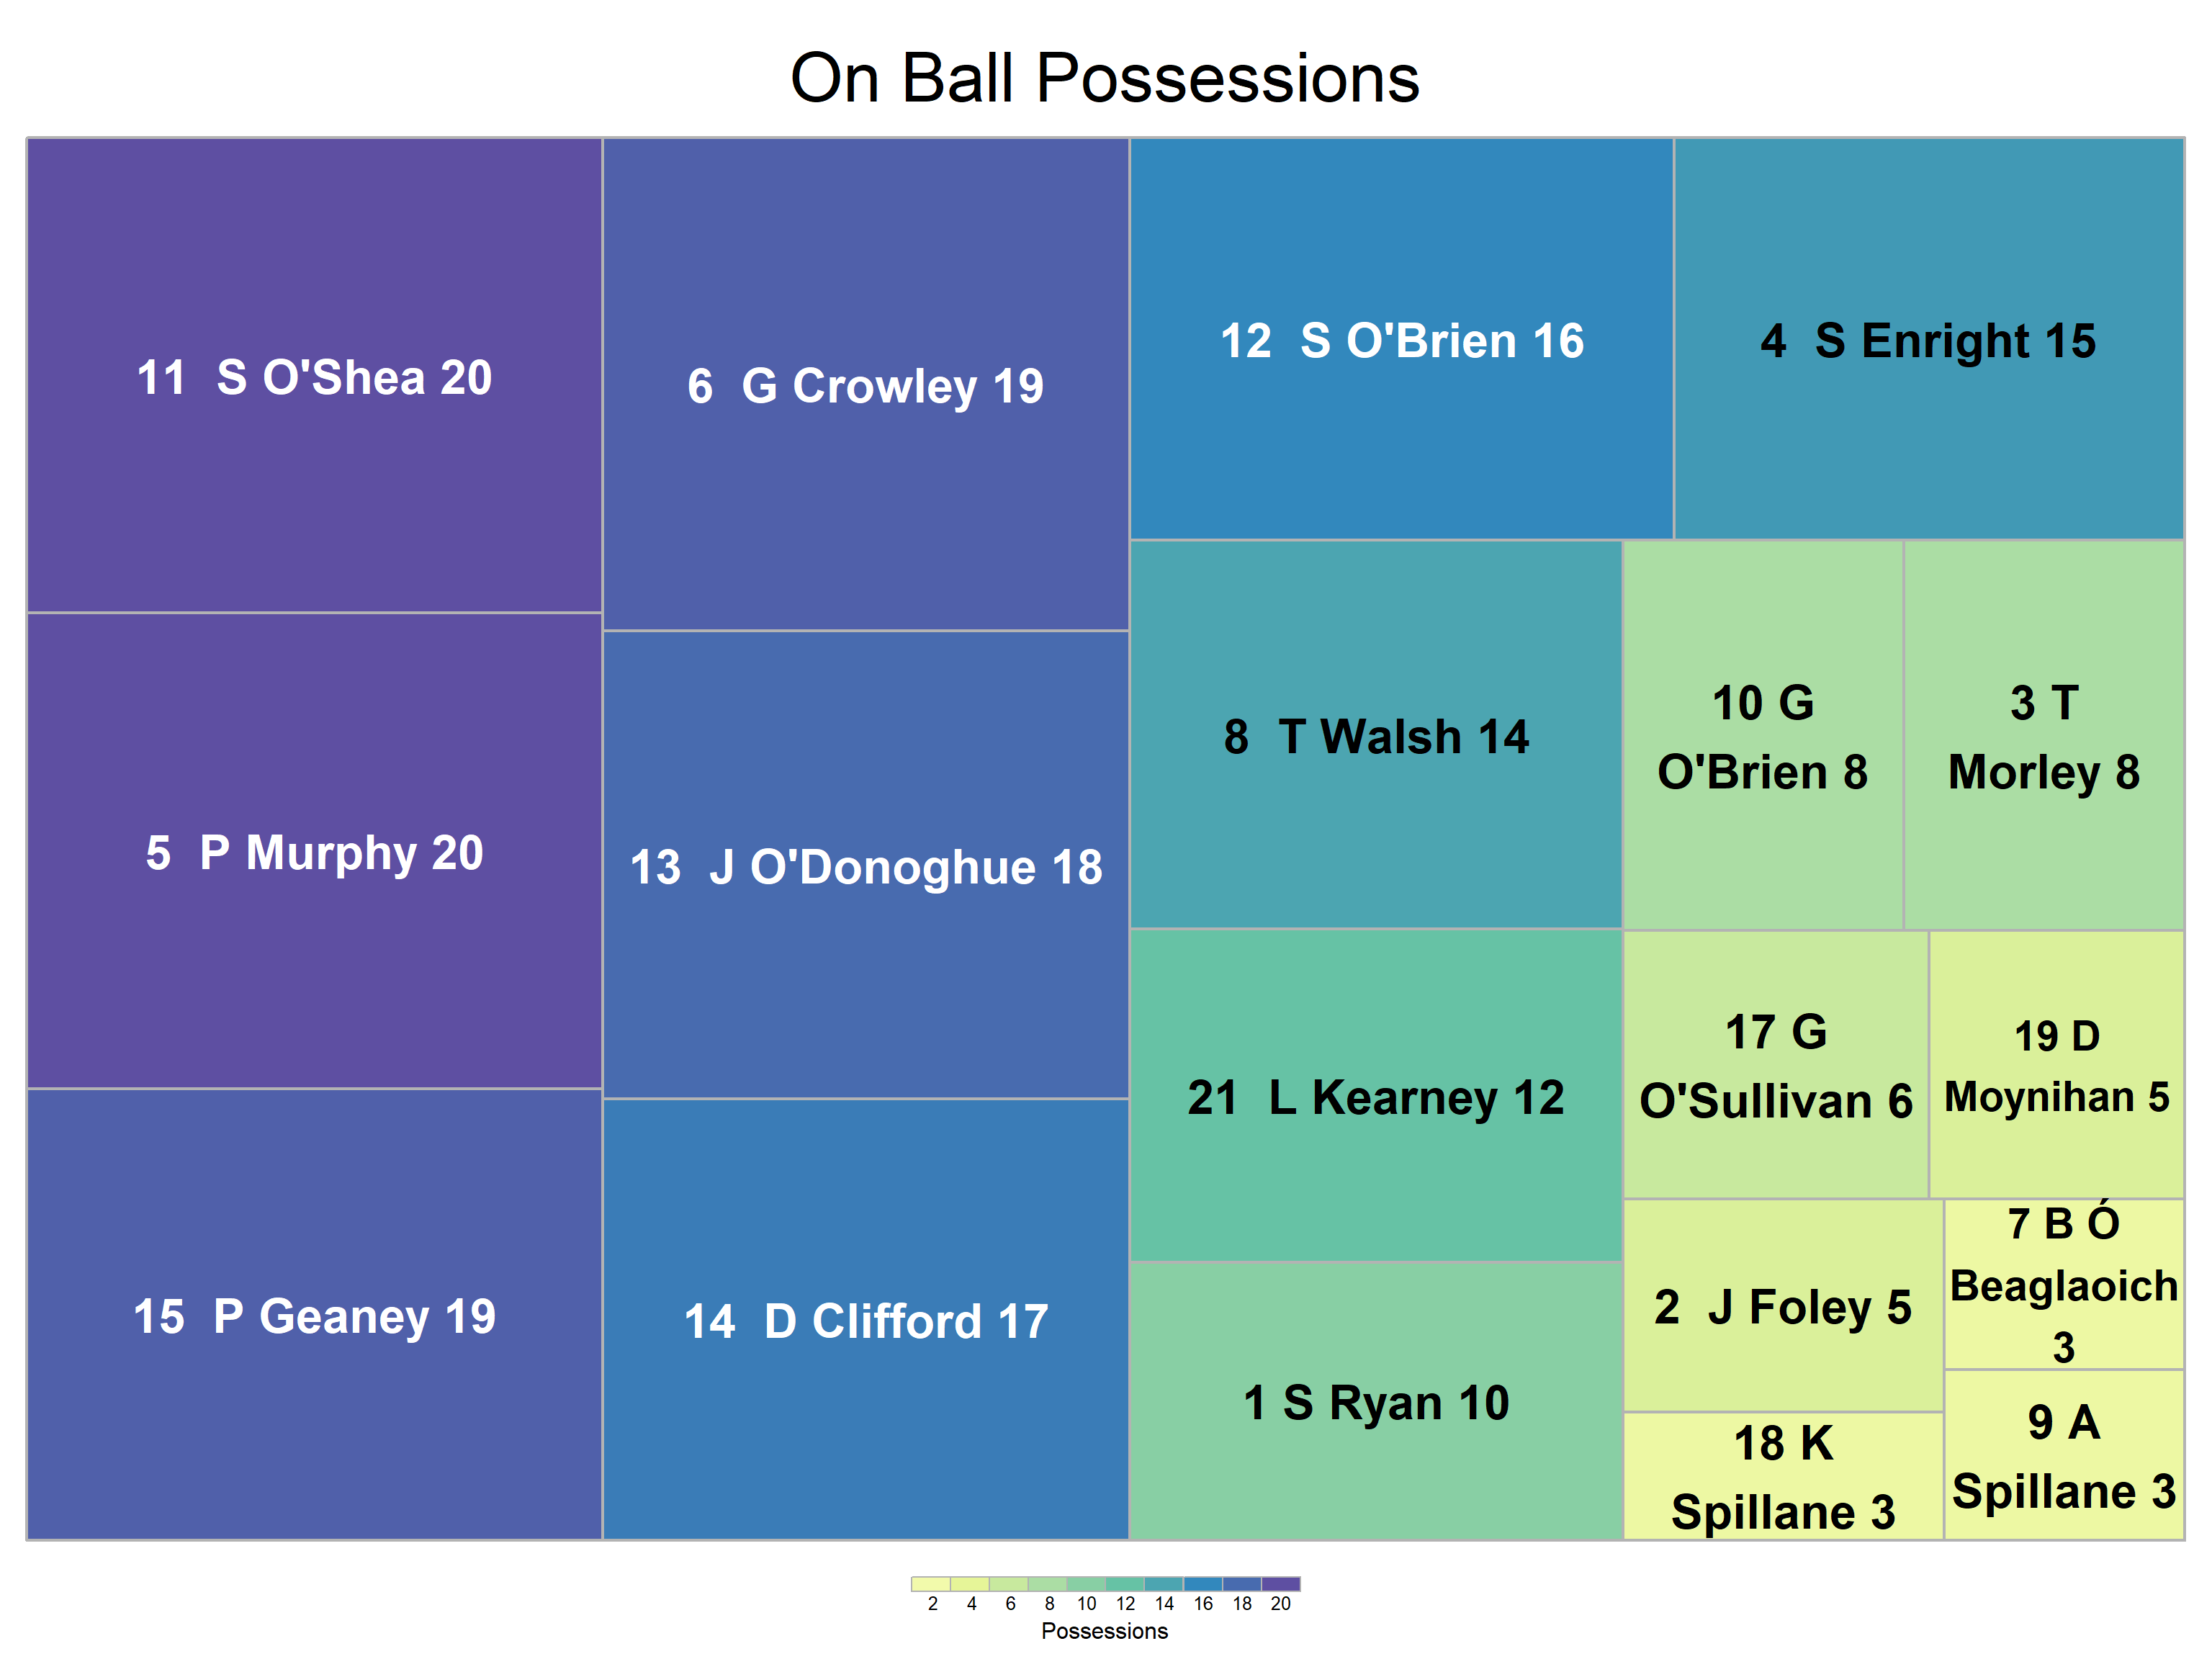 On Ball Possessions
11  S O'Shea 20
5  P Murphy 20
15  P Geaney 19
6  G Crowley 19
13  J O'Donoghue 18
14  D Clifford 17
12  S O'Brien 16
4  S Enright 15
8  T Walsh 14
21  L Kearney 12
1 S Ryan 10
10 G
O'Brien 8
3 T
Morley 8
17 G
O'Sullivan 6
19 D
Moynihan 5
2  J Foley 5
18 K
Spillane 3
7 B Ó
Beaglaoich
3
9 A
Spillane 3
2 4 6 8 10 12 14 16 18 20
Possessions